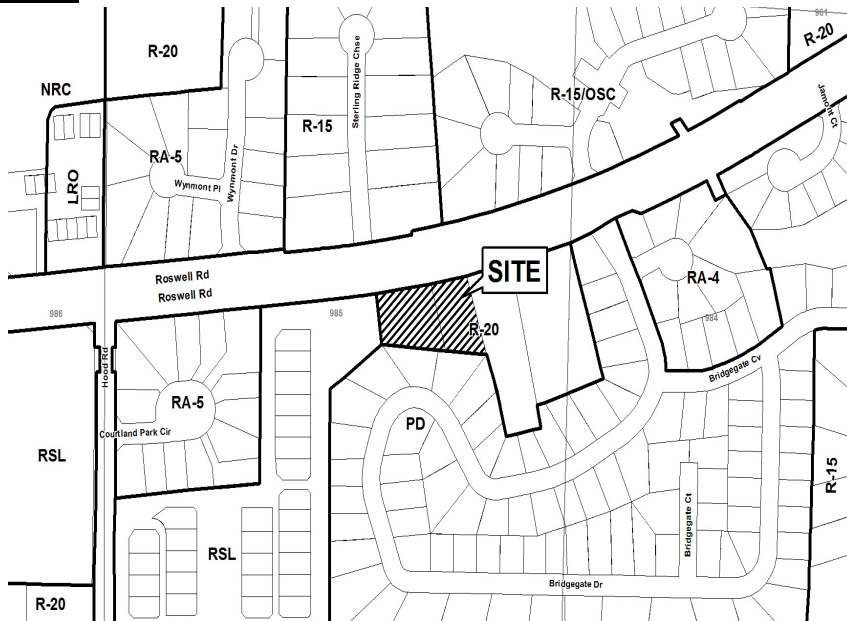 961
R-20
R-20
NRC
R-15/OSC
Sterling Ridge Chse
Jamont Ct
R-15
RA-5
Wynmont Dr
Wynmont Pl
LRO
Roswell Rd
Roswell Rd
SITE
RA-4
986
985
R-20
984
Hood Rd
Bridgegate Cv
RA-5
PD
Courtland Park Cir
RSL
R-15
Bridgegate Ct
RSL
Bridgegate Dr
R-20